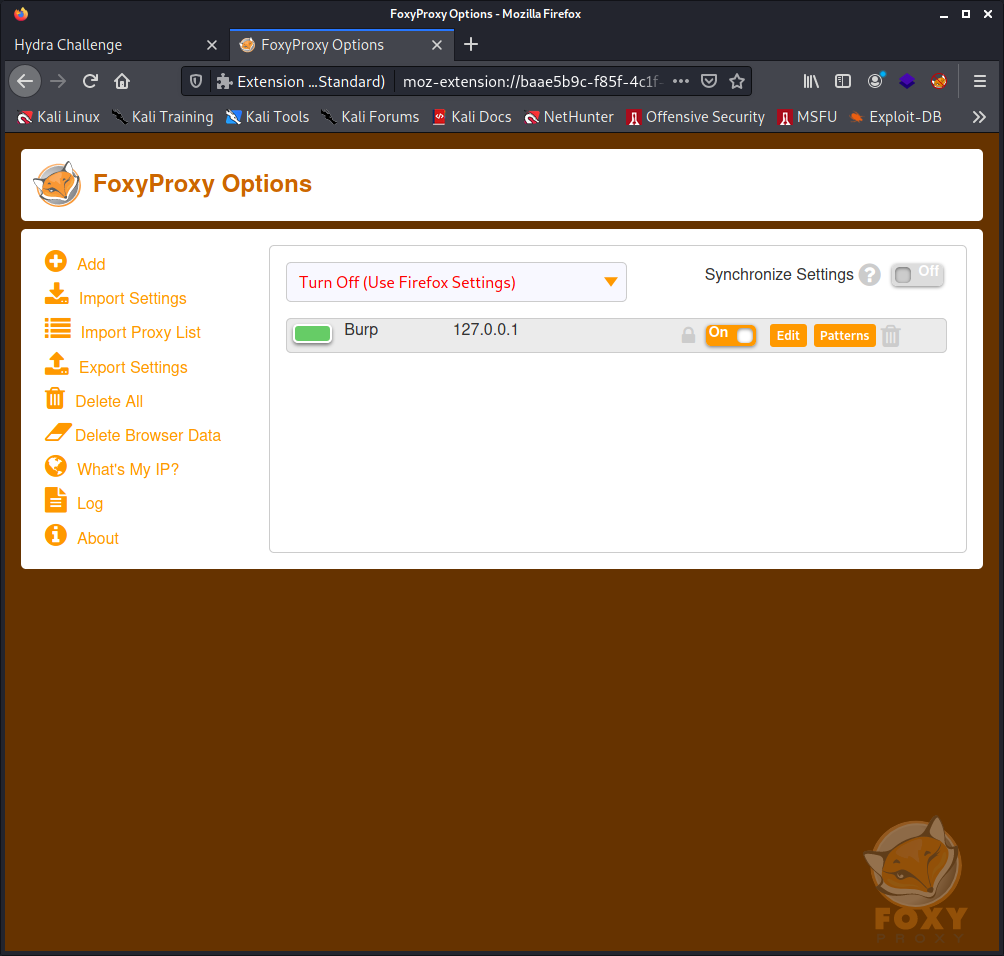 FoxyProxy Options - Mozilla Firefox
Hydra Challenge
FoxyProxy Options
Extension ...Standard)
moz-extension://baae5b9c-f85f-4c1f-
Kali Linux
Kali Training
Kali Tools
Kali Forums
Kali Docs
NetHunter
Offensive Security
MSFU
Exploit-DB
FoxyProxy Options
Add
Import Settings
Import Proxy List
Export Settings
Delete All
Delete Browser Data
What's My IP?
Log
About
Turn Off (Use Firefox Settings)
Synchronize Settings
?
Off
Burp
127.0.0.1
On
Edit
Patterns
FOXY
PROXY